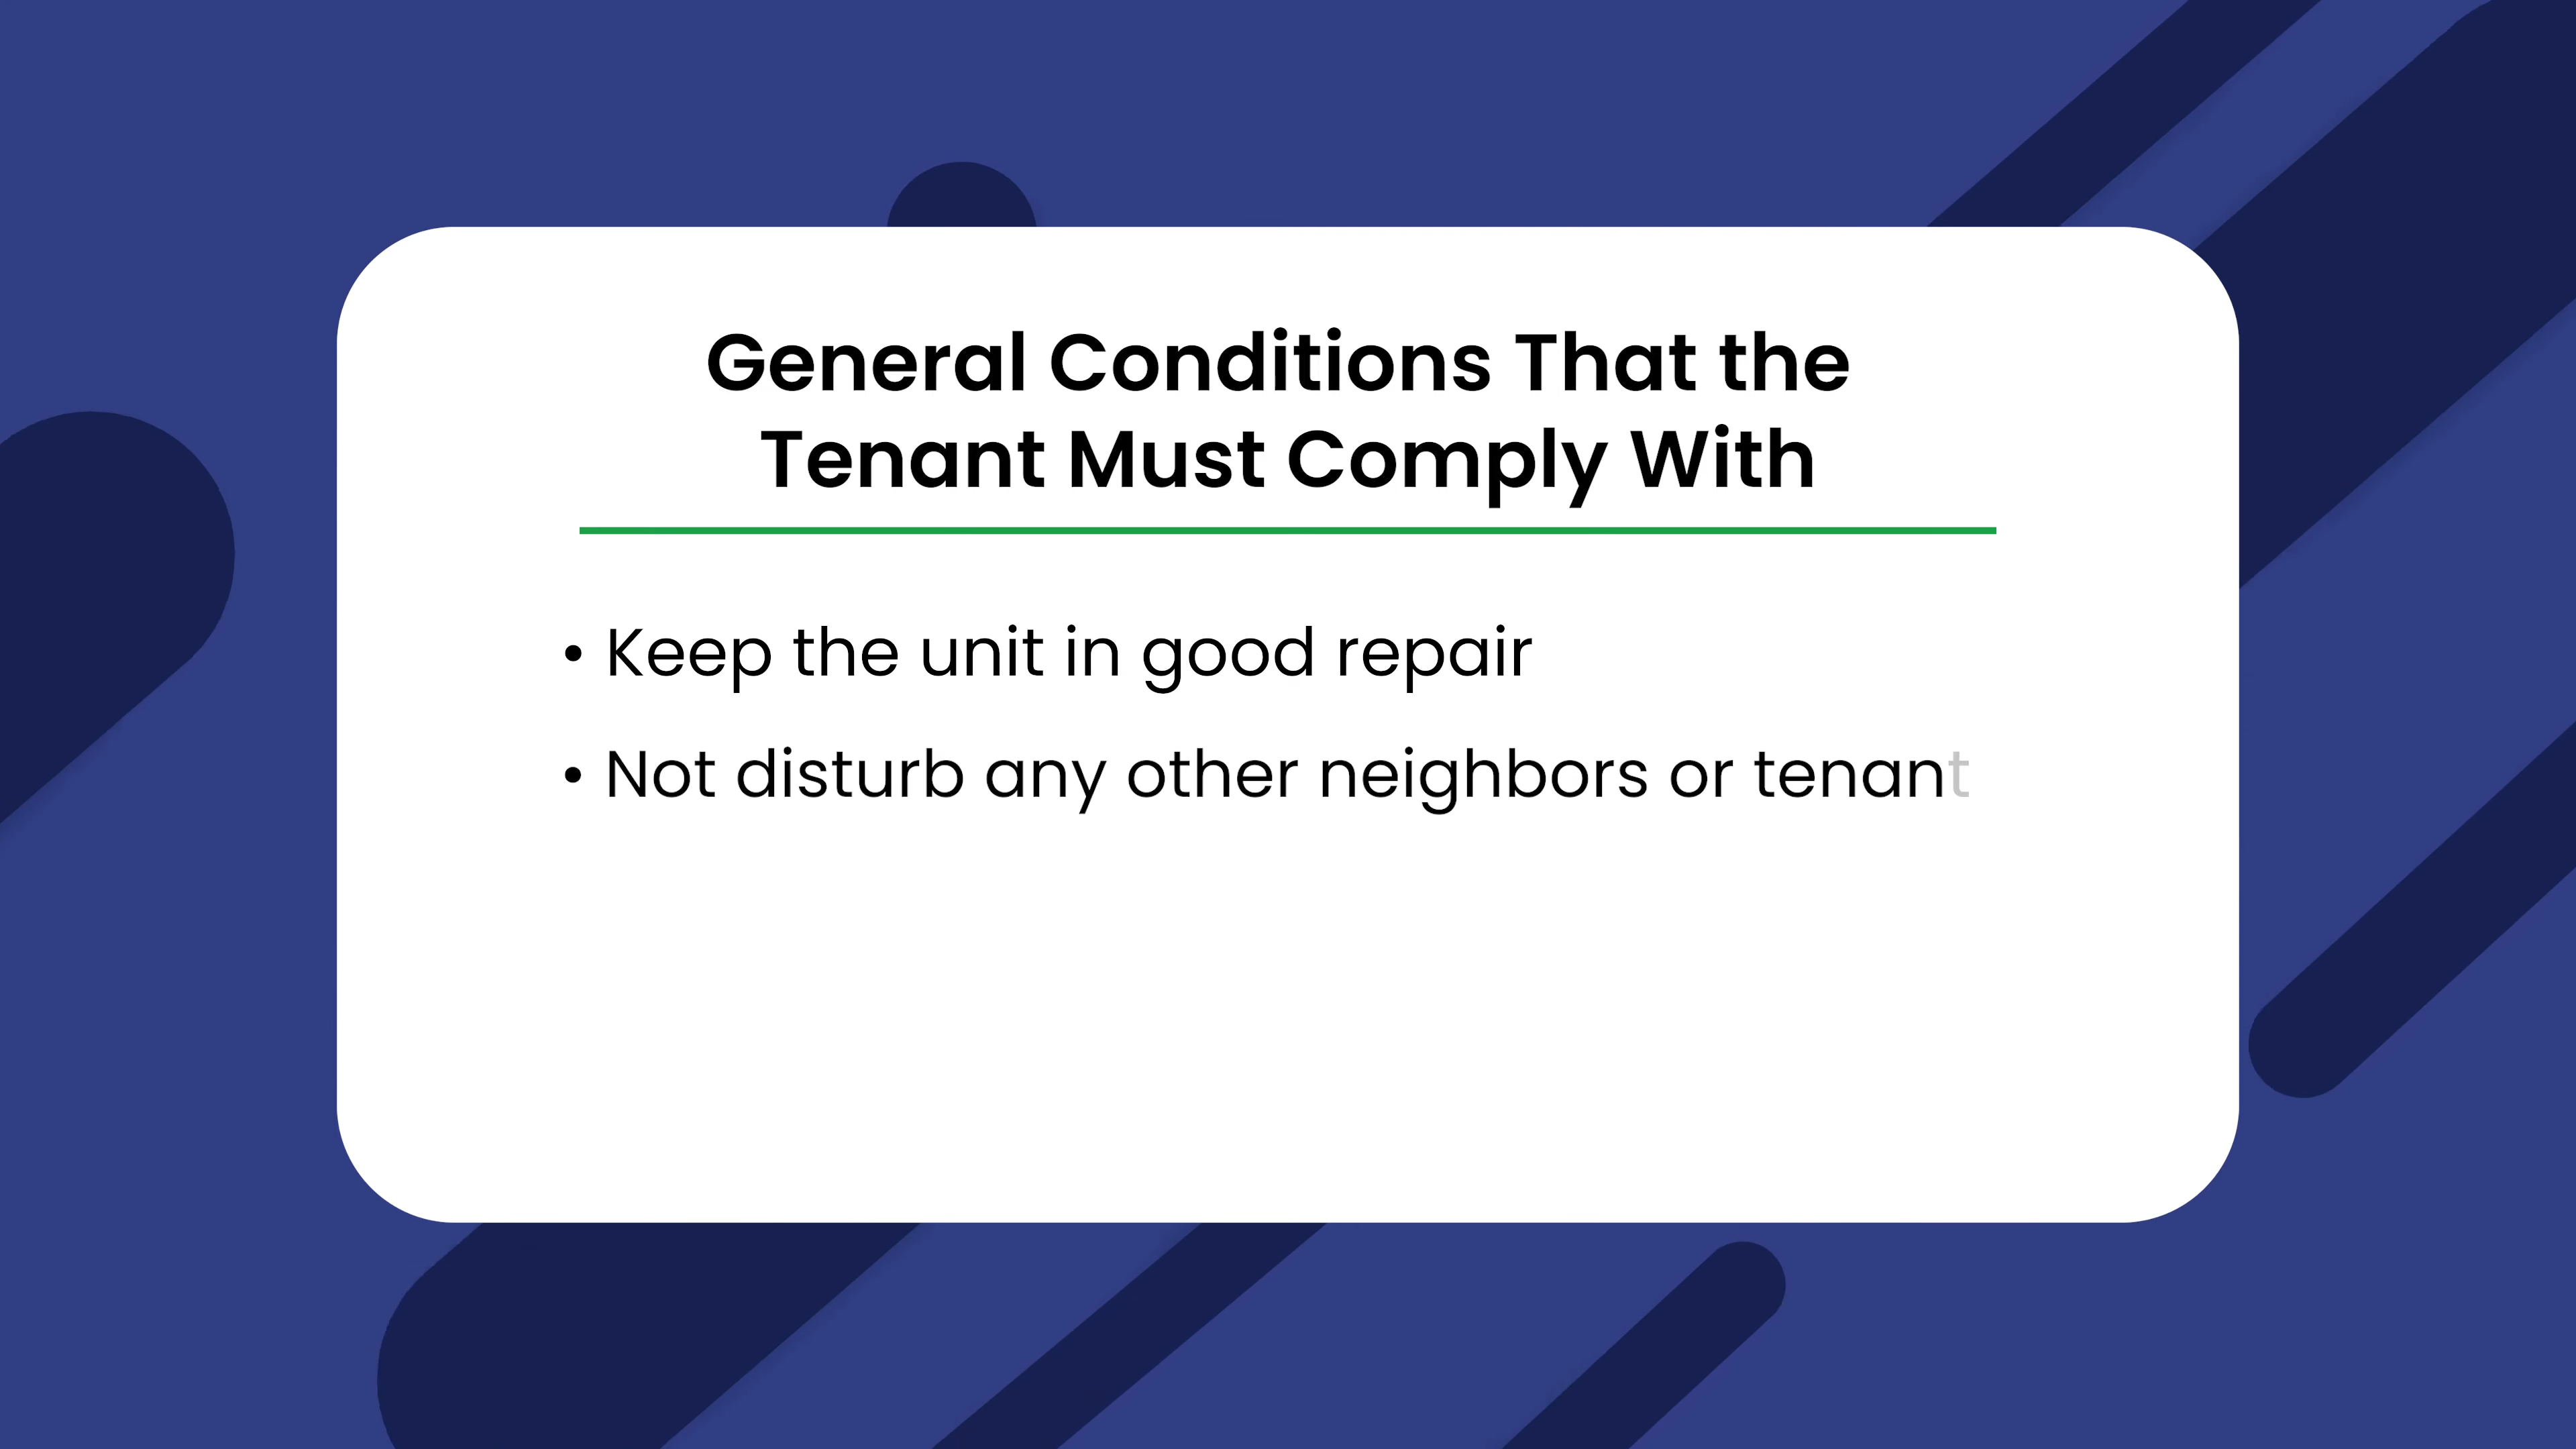 General Conditions That the
Tenant Must Comply With
• Keep the unit in good repair
• Not disturb any other neighbors or tenant